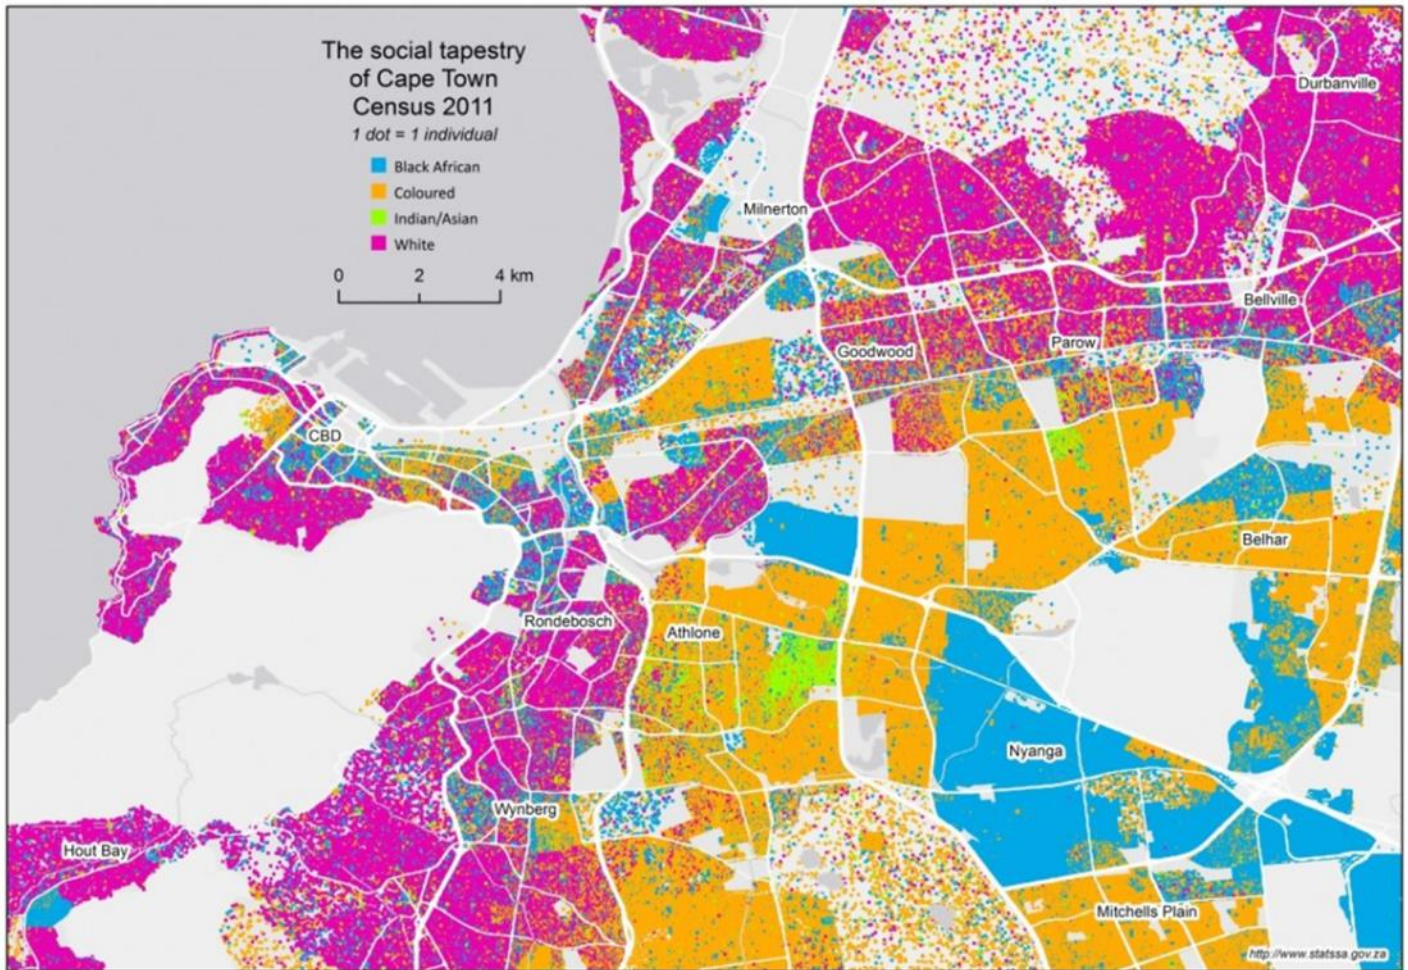 The social tapestry
of Cape Town
Census 2011
1 dot = 1 individual
Black African
Coloured
Indian/Asian
White
0 2 4 km
Durbanville
Milnerton
Bellville
Parow
Goodwood
CBD
Belhar
Rondebosch
Athlone
Nyanga
Wynberg
Hout Bay
Mitchells Plain
http://www.statssa.gov.za